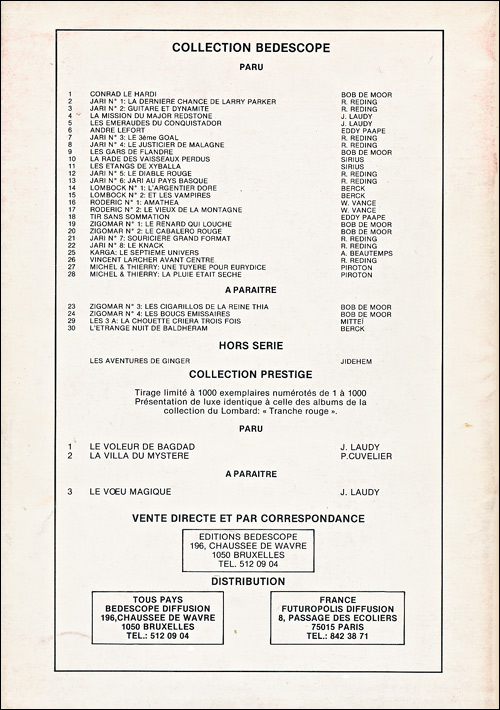 COLLECTION BEDESCOPE
PARU
1 CONRAD LE HARDI BOB DE MOOR
2 JARI N° 1: LA DERNIERE CHANCE DE LARRY PARKER R. REDING
3 JARI N° 2: GUITARE ET DYNAMITE R. REDING
4 LA MISSION DU MAJOR REDSTONE J. LAUDY
5 LES EMERAUDES DU CONQUISTADOR J. LAUDY
6 ANDRE LEFORT EDDY PAAPE
7 JARI N° 3: LE 3ème GOAL R. REDING
8 JARI N° 4: LE JUSTICIER DE MALAGNE R. REDING
9 LES GARS DE FLANDRE BOB DE MOOR
10 LA RADE DES VAISSEAUX PERDUS SIRIUS
11 LES ETANGS DE XYBALLA SIRIUS
12 JARI N° 5: LE DIABLE ROUGE R. REDING
13 JARI N° 6: JARI AU PAYS BASQUE R. REDING
14 LOMBOCK N° 1: L'ARGENTIER DORE BERCK
15 LOMBOCK N° 2: ET LES VAMPIRES BERCK
16 RODERIC N° 1: AMATHEA W. VANCE
17 RODERIC N° 2: LE VIEUX DE LA MONTAGNE W. VANCE
18 TIR SANS SOMMATION EDDY PAAPE
19 ZIGOMAR N° 1: LE RENARD QUI LOUCHE BOB DE MOOR
20 ZIGOMAR N° 2: LE CABALERO ROUGE BOB DE MOOR
21 JARI N° 7: SOURICIERE GRAND FORMAT R. REDING
22 JARI N° 8: LE KNACK R. REDING
25 KARGA: LE SEPTIEME UNIVERS A. BEAUTEMPS
26 VINCENT LARCHER AVANT CENTRE R. REDING
27 MICHEL & THIERRY: UNE TUYERE POUR EURYDICE PIROTON
28 MICHEL & THIERRY: LA PLUIE ETAIT SECHE PIROTON
A PARAITRE
23 ZIGOMAR N° 3: LES CIGARILLOS DE LA REINE THIA BOB DE MOOR
24 ZIGOMAR N° 4: LES BOUCS EMISSAIRES BOB DE MOOR
29 LES 3 A: LA CHOUETTE CRIERA TROIS FOIS MITTEÏ
30 L'ETRANGE NUIT DE BALDHERAM BERCK
HORS SERIE
LES AVENTURES DE GINGER JIDEHEM
COLLECTION PRESTIGE
Tirage limité à 1000 exemplaires numérotés de 1 à 1000
Présentation de luxe identique à celle des albums de la
collection du Lombard: « Tranche rouge ».
PARU
1 LE VOLEUR DE BAGDAD J. LAUDY
2 LA VILLA DU MYSTERE P.CUVELIER
A PARAITRE
3 LE VŒU MAGIQUE J. LAUDY
VENTE DIRECTE ET PAR CORRESPONDANCE
EDITIONS BEDESCOPE
196, CHAUSSEE DE WAVRE
1050 BRUXELLES
TEL. 512 09 04
DISTRIBUTION
TOUS PAYS
BEDESCOPE DIFFUSION
196,CHAUSSEE DE WAVRE
1050 BRUXELLES
TEL.: 512 09 04
FRANCE
FUTUROPOLIS DIFFUSION
8, PASSAGE DES ECOLIERS
75015 PARIS
TEL.: 842 38 71